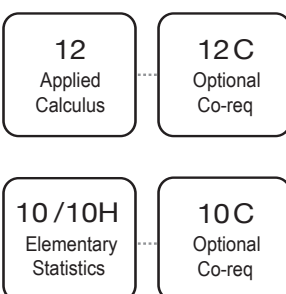 12
Applied
Calculus
12C
Optional
Co-req
10/10H
Elementary
Statistics
10C
Optional
Co-req